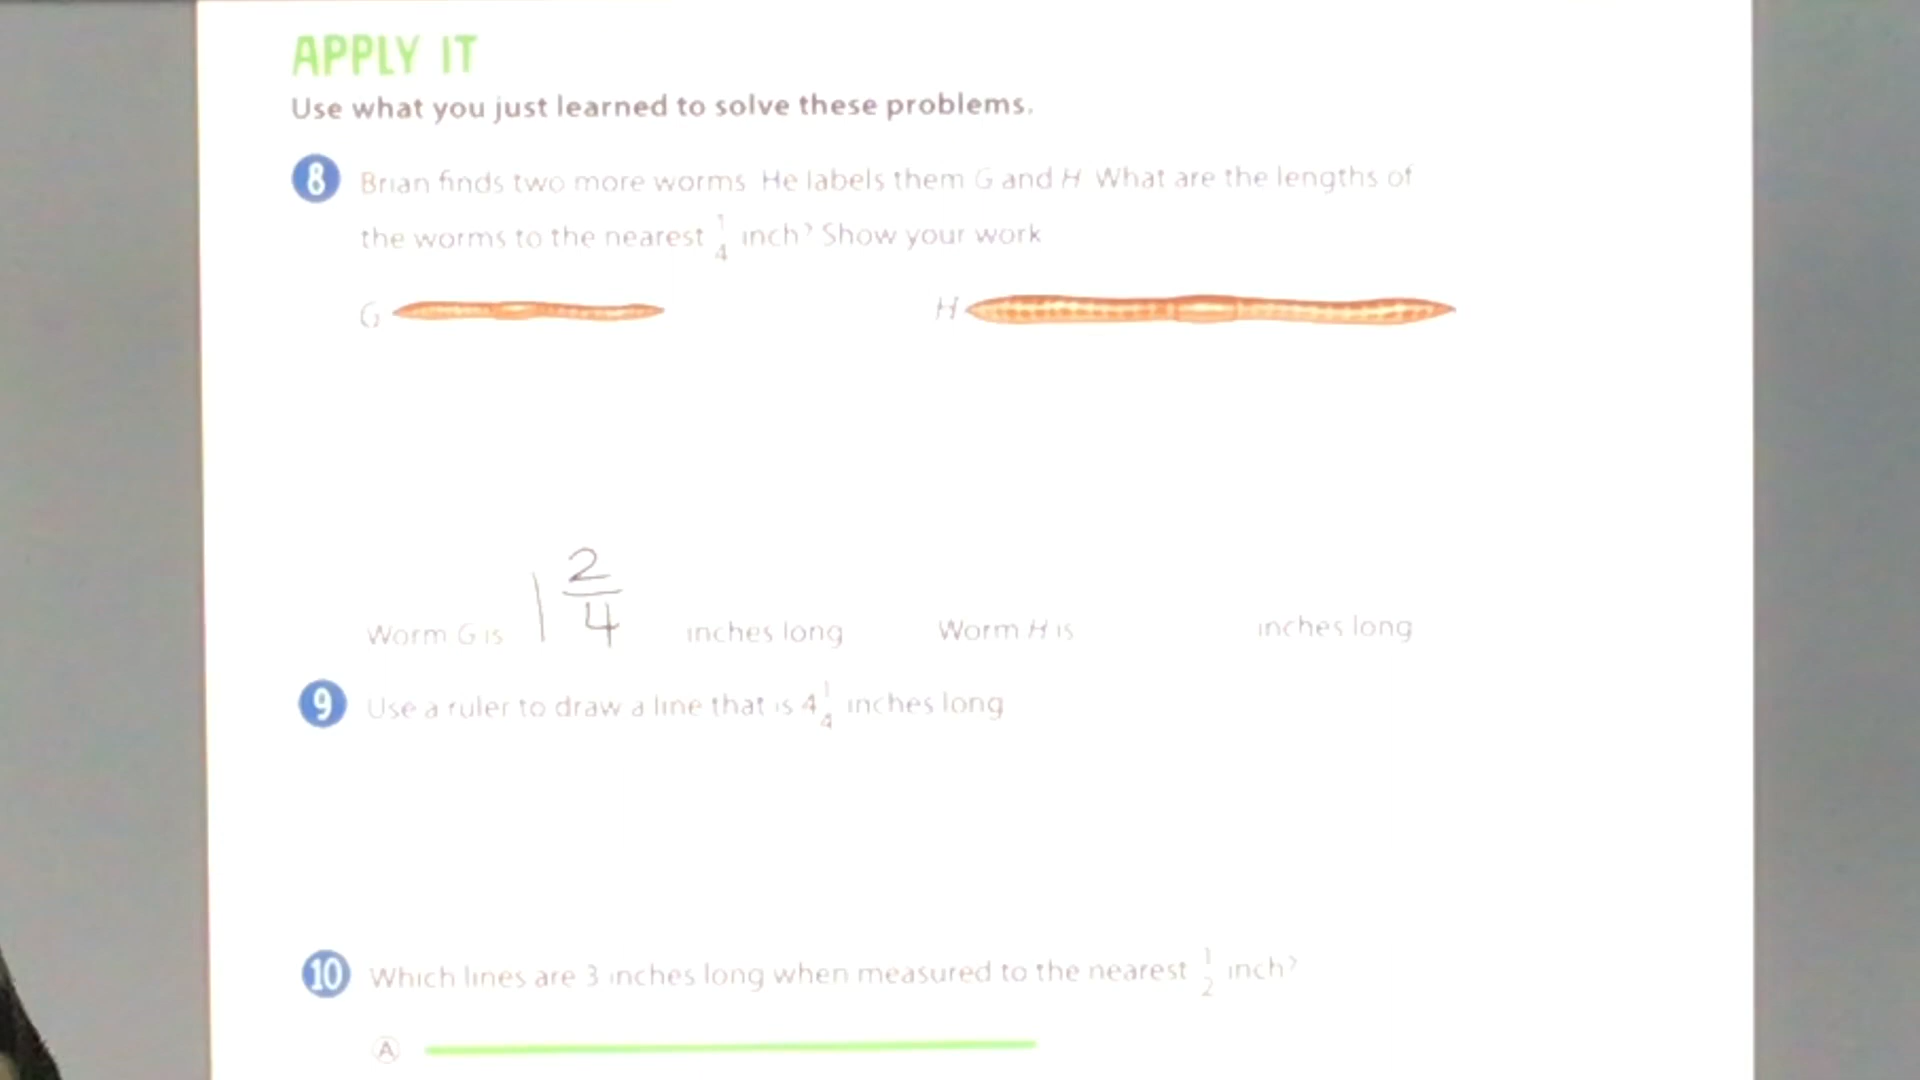 APPLY IT
Use what you just learned to solve these problems.
8 Brian finds two more worms He labels them G and H What are the lengths of
the worms to the nearest 1/4 inch? Show your work
G H
Worm G is 1 2/4 inches long Worm H is inches long
9 Use a ruler to draw a line that is 4 1/4 inches long
10 Which lines are 3 inches long when measured to the nearest 1/2 inch?
A